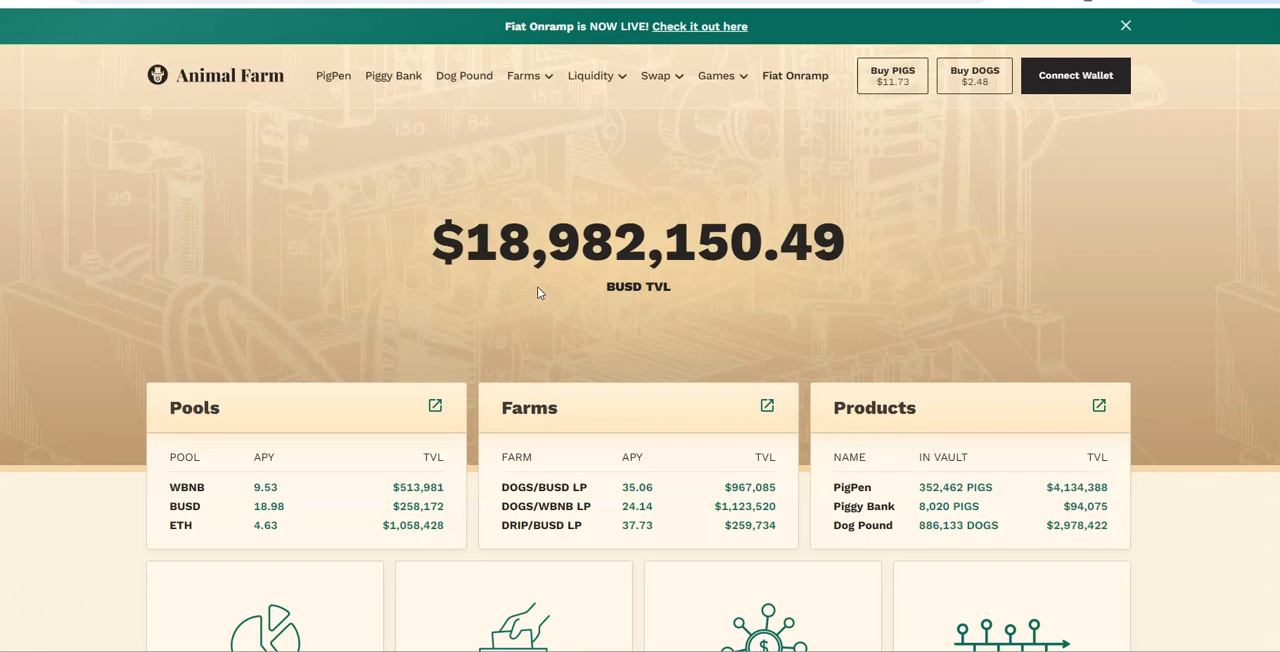 Fiat Onramp is NOW LIVE! Check it out here
Animal Farm PigPen Piggy Bank Dog Pound Farms Liquidity Swap Games Fiat Onramp Buy PIGS $11.73 Buy DOGS $2.48 Connect Wallet
150 84
150
99
82
$18,982,150.49
BUSD TVL
Pools
POOL APY TVL
WBNB 9.53 $513,981
BUSD 18.98 $258,172
ETH 4.63 $1,058,428
Farms
FARM APY TVL
DOGS/BUSD LP 35.06 $967,085
DOGS/WBNB LP 24.14 $1,123,520
DRIP/BUSD LP 37.73 $259,734
Products
NAME IN VAULT TVL
PigPen 352,462 PIGS $4,134,388
Piggy Bank 8,020 PIGS $94,075
Dog Pound 886,133 DOGS $2,978,422
$